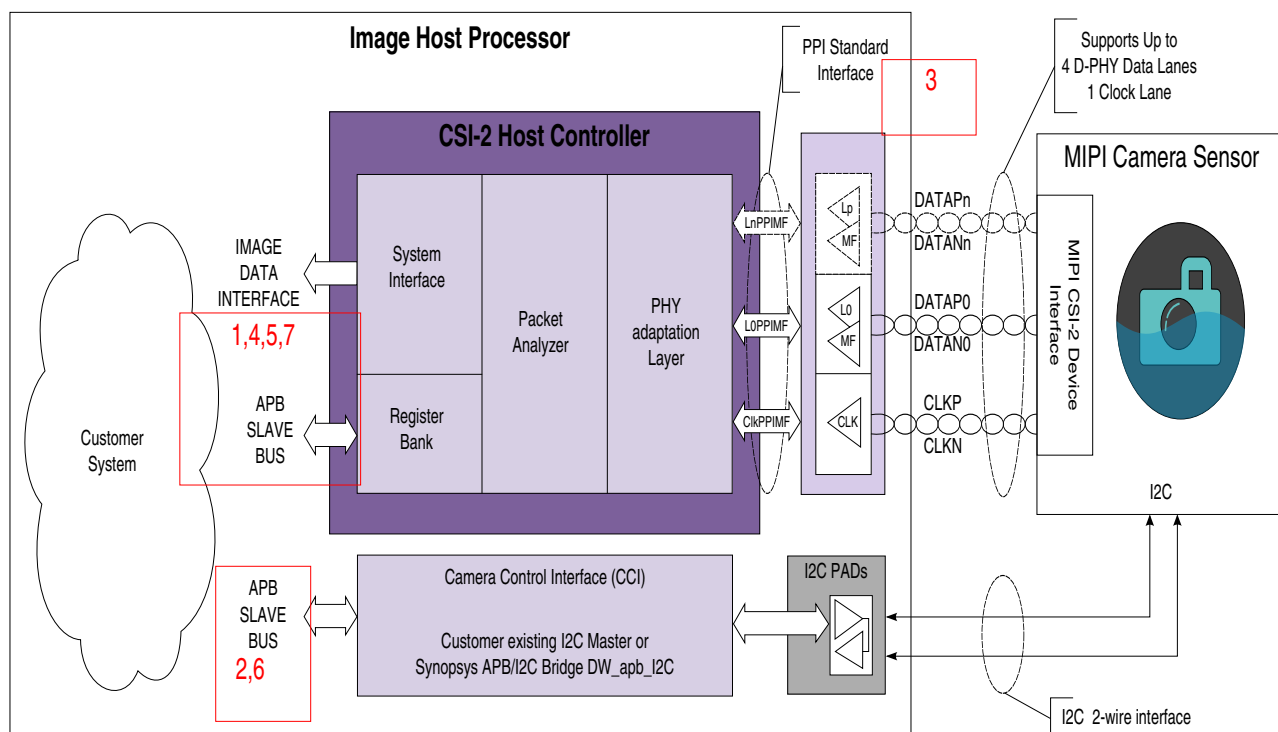 Image Host Processor
PPI Standard
Interface
3
Supports Up to
4 D-PHY Data Lanes
1 Clock Lane
CSI-2 Host Controller
MIPI Camera Sensor
System
Interface
Register
Bank
Packet
Analyzer
PHY
adaptation
Layer
LnPPIMF
L0PPIMF
ClkPPIMF
Lp
MF
L0
MF
CLK
DATAPn
DATANn
DATAP0
DATAN0
CLKP
CLKN
MIPI CSI-2 Device
Interface
I2C
IMAGE
DATA
INTERFACE
1,4,5,7
APB
SLAVE
BUS
Customer
System
APB
SLAVE
BUS
2,6
Camera Control Interface (CCI)
Customer existing I2C Master or
Synopsys APB/I2C Bridge DW_apb_I2C
I2C PADs
I2C 2-wire interface